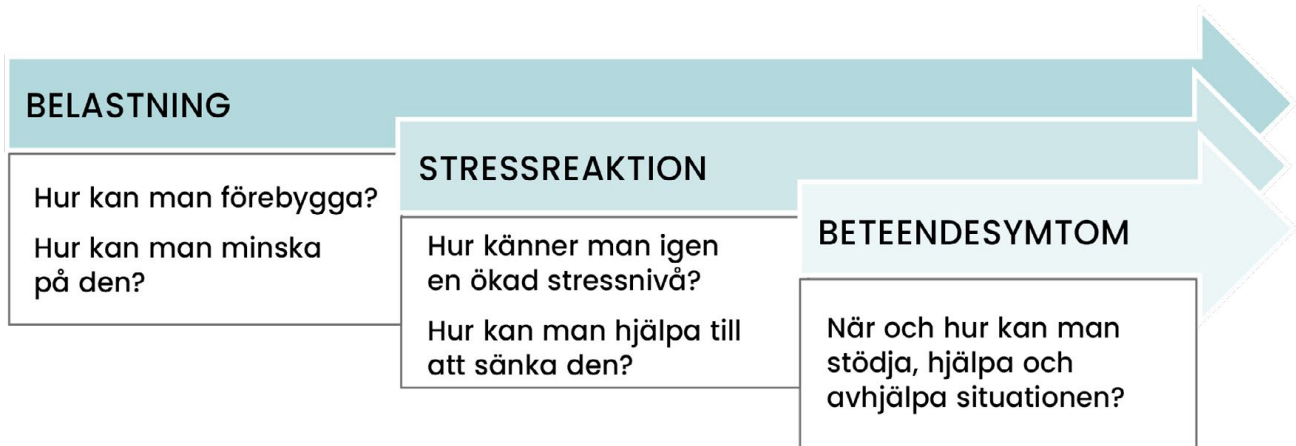 BELASTNING
Hur kan man förebygga?
Hur kan man minska
på den?
STRESSREAKTION
Hur känner man igen
en ökad stressnivå?
Hur kan man hjälpa till
att sänka den?
BETEENDESYMTOM
När och hur kan man
stödja, hjälpa och
avhjälpa situationen?